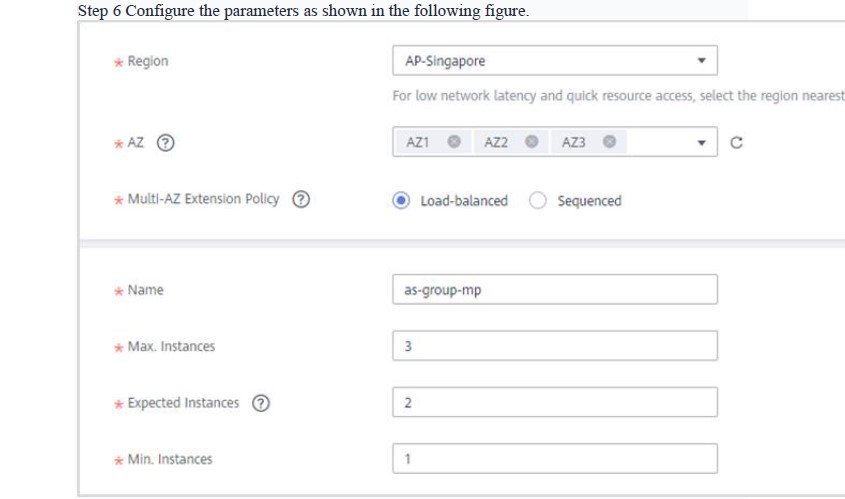 Step 6 Configure the parameters as shown in the following figure.
* Region AP-Singapore
For low network latency and quick resource access, select the region nearest
* AZ ? AZ1 AZ2 AZ3
* Multi-AZ Extension Policy ? Load-balanced Sequenced
* Name as-group-mp
* Max. Instances 3
* Expected Instances ? 2
* Min. Instances 1